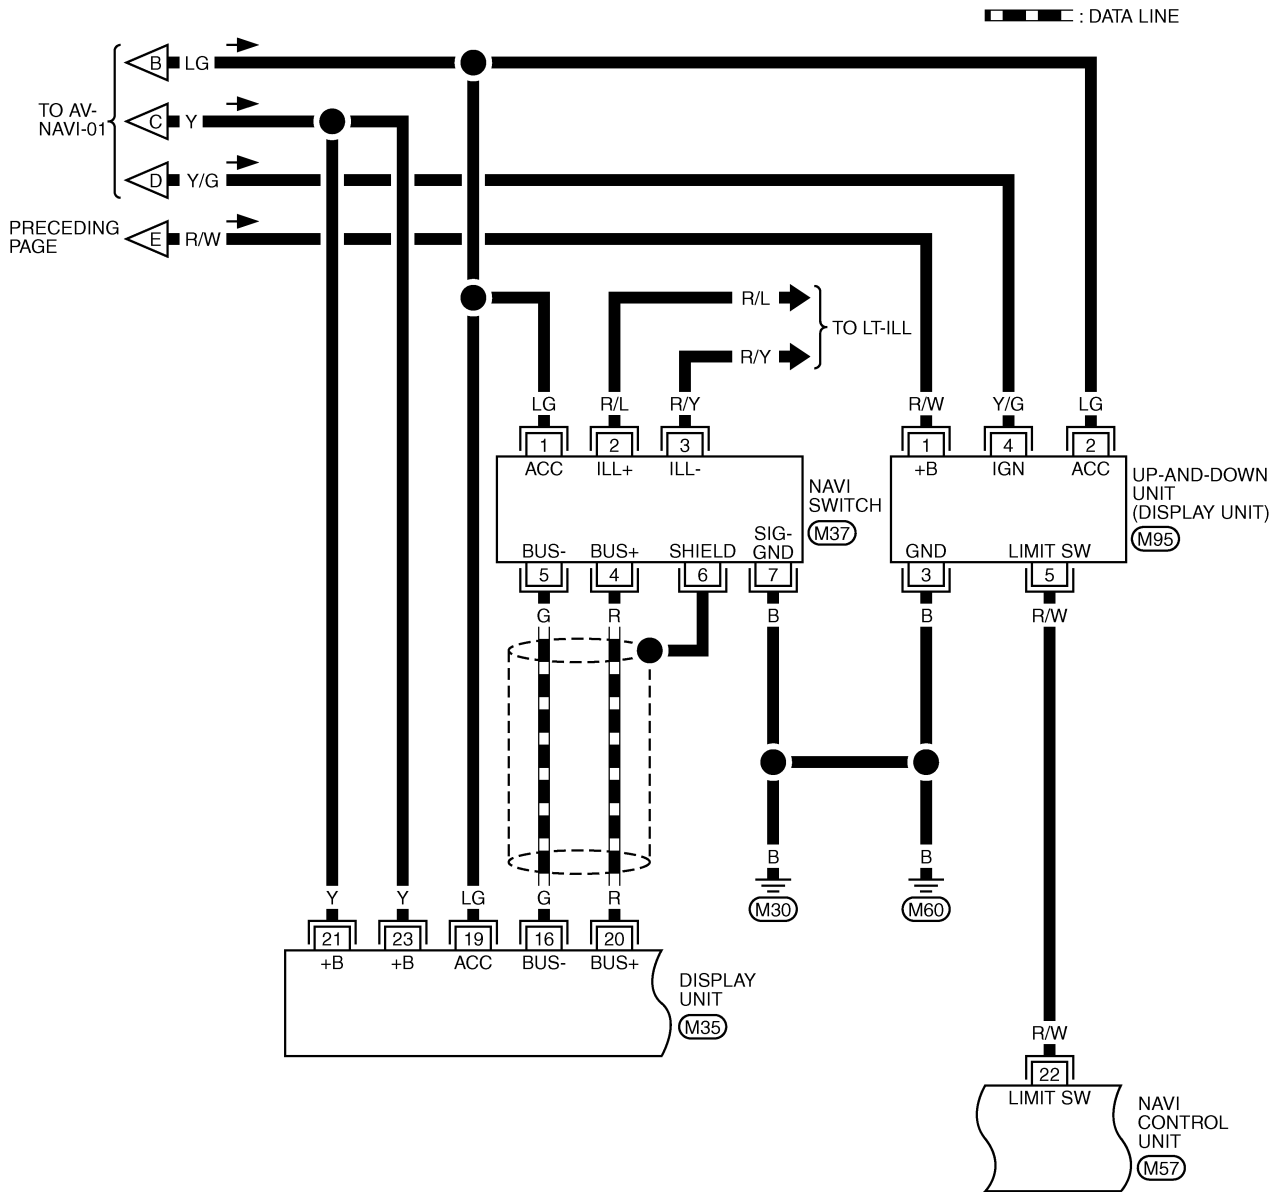 : DATA LINE
B LG
TO AV-
NAVI-01
C Y
D Y/G
PRECEDING
PAGE
E R/W
R/L
TO LT-ILL
R/Y
LG R/L R/Y R/W Y/G LG
1 2 3 1 4 2
ACC ILL+ ILL- +B IGN ACC
NAVI
SWITCH
M37
UP-AND-DOWN
UNIT
(DISPLAY UNIT)
M95
BUS- BUS+ SHIELD SIG-
GND GND LIMIT SW
5 4 6 7 3 5
G R B B R/W
B B
M30 M60
Y Y LG G R
21 23 19 16 20
+B +B ACC BUS- BUS+
DISPLAY
UNIT
M35
R/W
22
LIMIT SW
NAVI
CONTROL
UNIT
M57